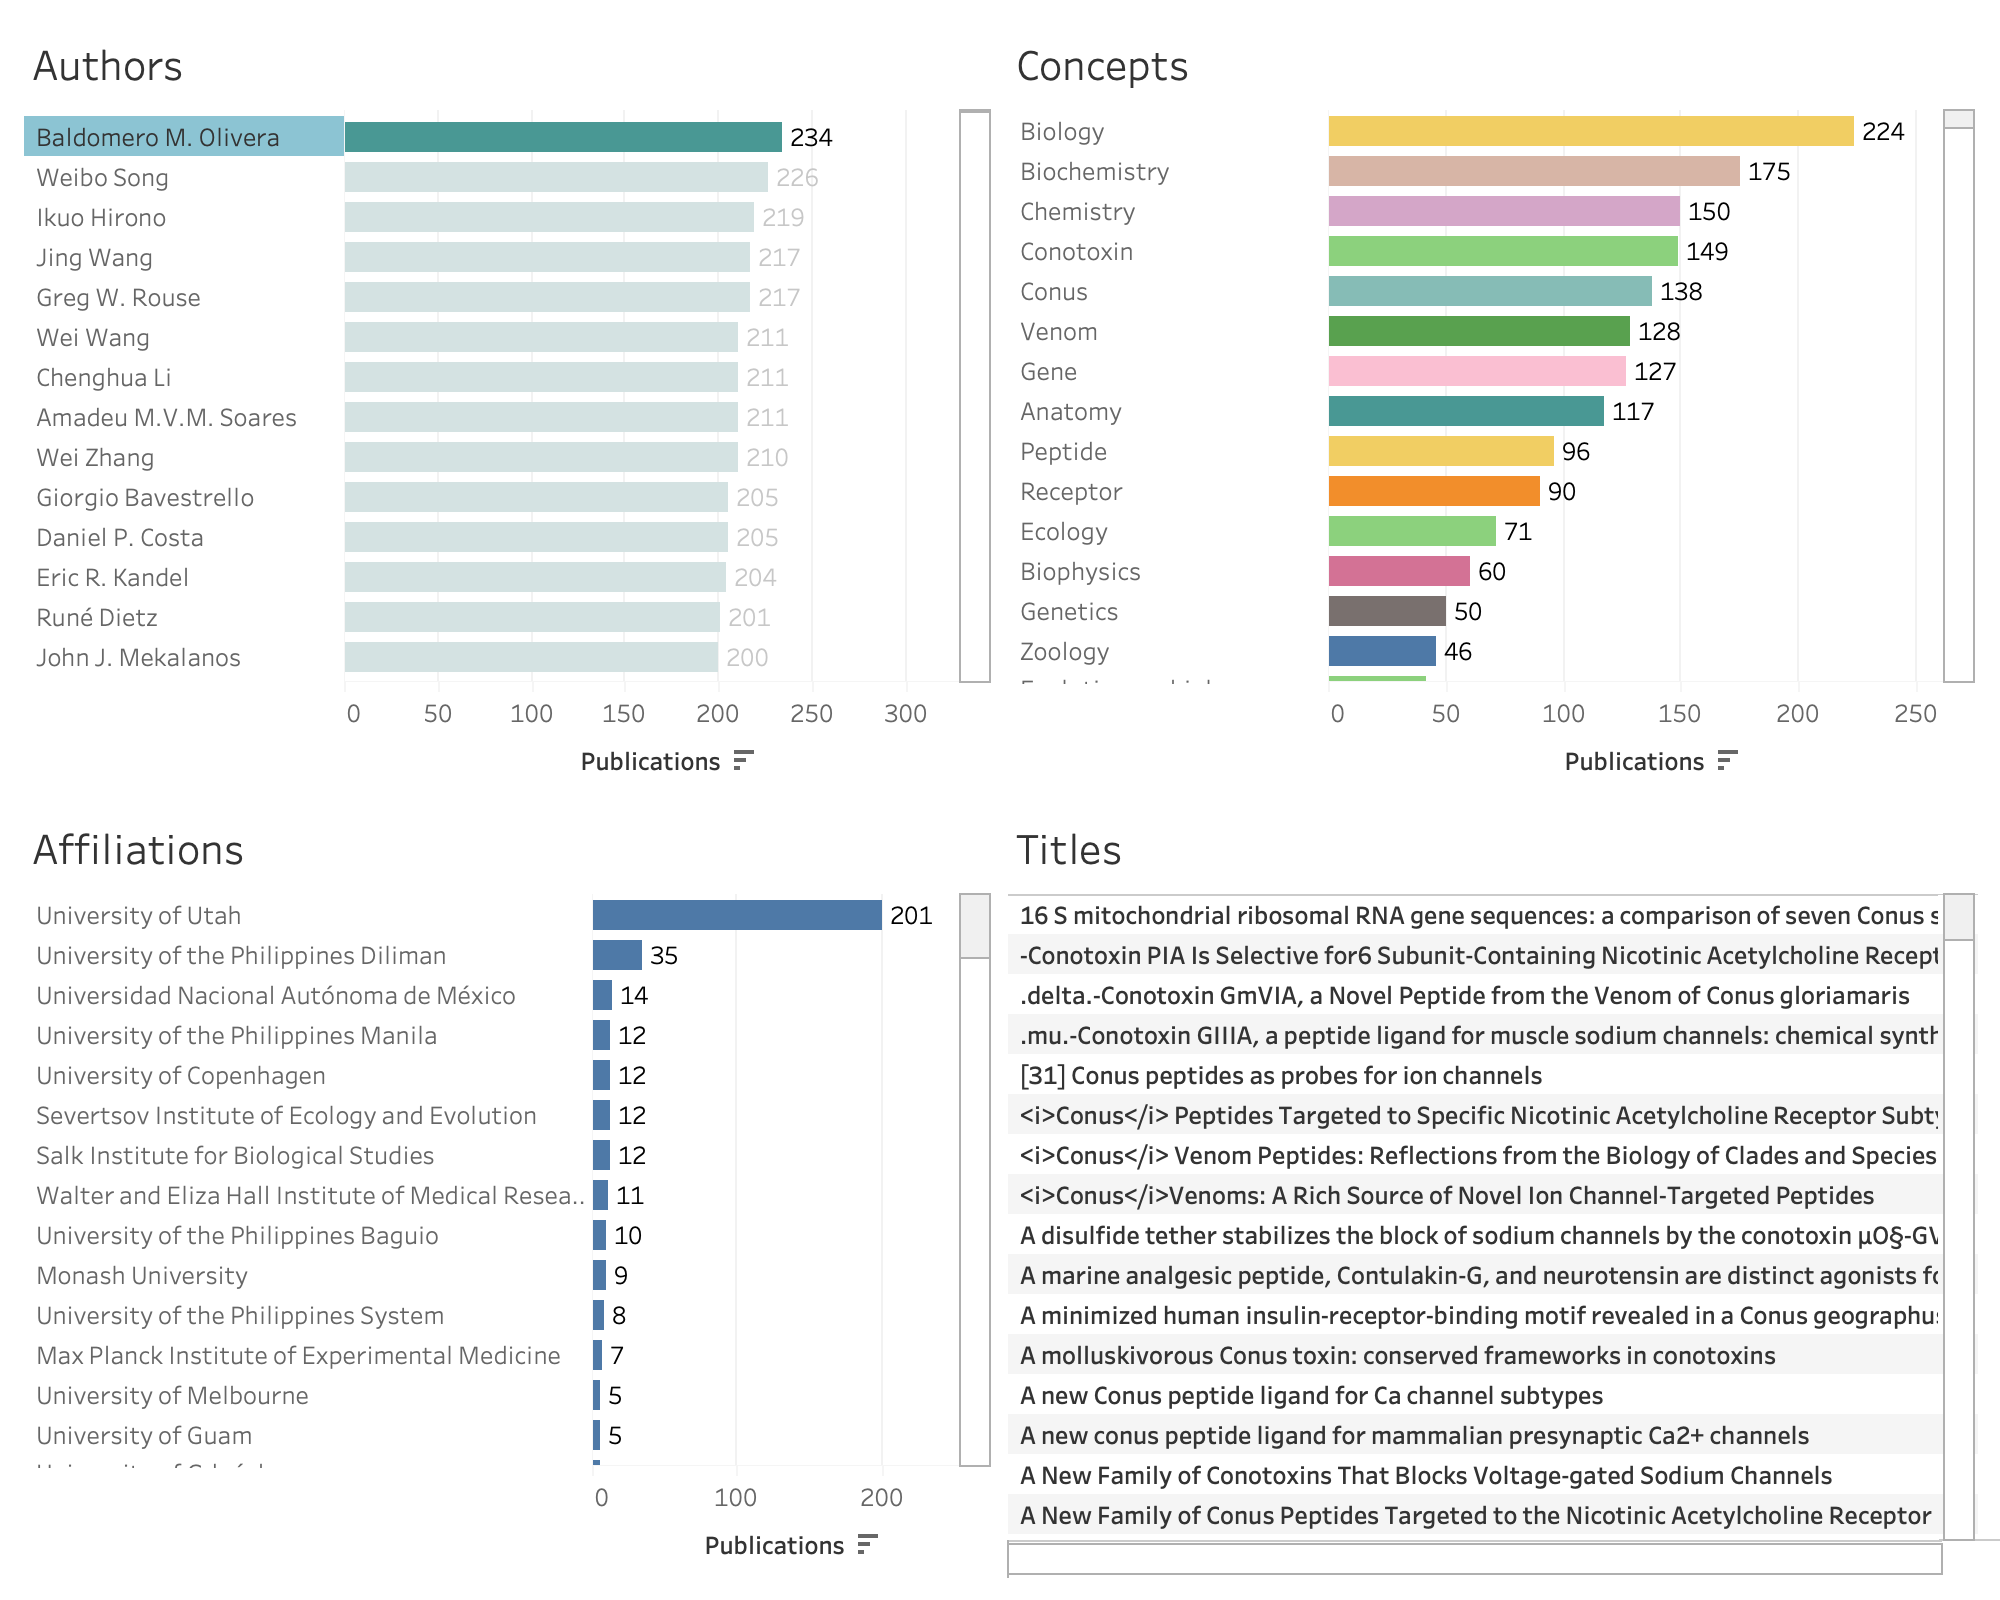 Authors
Baldomero M. Olivera 234
Weibo Song 226
Ikuo Hirono 219
Jing Wang 217
Greg W. Rouse 217
Wei Wang 211
Chenghua Li 211
Amadeu M.V.M. Soares 211
Wei Zhang 210
Giorgio Bavestrello 205
Daniel P. Costa 205
Eric R. Kandel 204
Runé Dietz 201
John J. Mekalanos 200
0 50 100 150 200 250 300
Publications
Concepts
Biology 224
Biochemistry 175
Chemistry 150
Conotoxin 149
Conus 138
Venom 128
Gene 127
Anatomy 117
Peptide 96
Receptor 90
Ecology 71
Biophysics 60
Genetics 50
Zoology 46
0 50 100 150 200 250
Publications
Affiliations
University of Utah 201
University of the Philippines Diliman 35
Universidad Nacional Autónoma de México 14
University of the Philippines Manila 12
University of Copenhagen 12
Severtsov Institute of Ecology and Evolution 12
Salk Institute for Biological Studies 12
Walter and Eliza Hall Institute of Medical Resea.. 11
University of the Philippines Baguio 10
Monash University 9
University of the Philippines System 8
Max Planck Institute of Experimental Medicine 7
University of Melbourne 5
University of Guam 5
0 100 200
Publications
Titles
16 S mitochondrial ribosomal RNA gene sequences: a comparison of seven Conus s
-Conotoxin PIA Is Selective for6 Subunit-Containing Nicotinic Acetylcholine Recept
.delta.-Conotoxin GmVIA, a Novel Peptide from the Venom of Conus gloriamaris
.mu.-Conotoxin GIIIA, a peptide ligand for muscle sodium channels: chemical synth
[31] Conus peptides as probes for ion channels
<i>Conus</i> Peptides Targeted to Specific Nicotinic Acetylcholine Receptor Subty
<i>Conus</i> Venom Peptides: Reflections from the Biology of Clades and Species
<i>Conus</i>Venoms: A Rich Source of Novel Ion Channel-Targeted Peptides
A disulfide tether stabilizes the block of sodium channels by the conotoxin μO§-GV
A marine analgesic peptide, Contulakin-G, and neurotensin are distinct agonists fo
A minimized human insulin-receptor-binding motif revealed in a Conus geographus
A molluskivorous Conus toxin: conserved frameworks in conotoxins
A new Conus peptide ligand for Ca channel subtypes
A new conus peptide ligand for mammalian presynaptic Ca2+ channels
A New Family of Conotoxins That Blocks Voltage-gated Sodium Channels
A New Family of Conus Peptides Targeted to the Nicotinic Acetylcholine Receptor